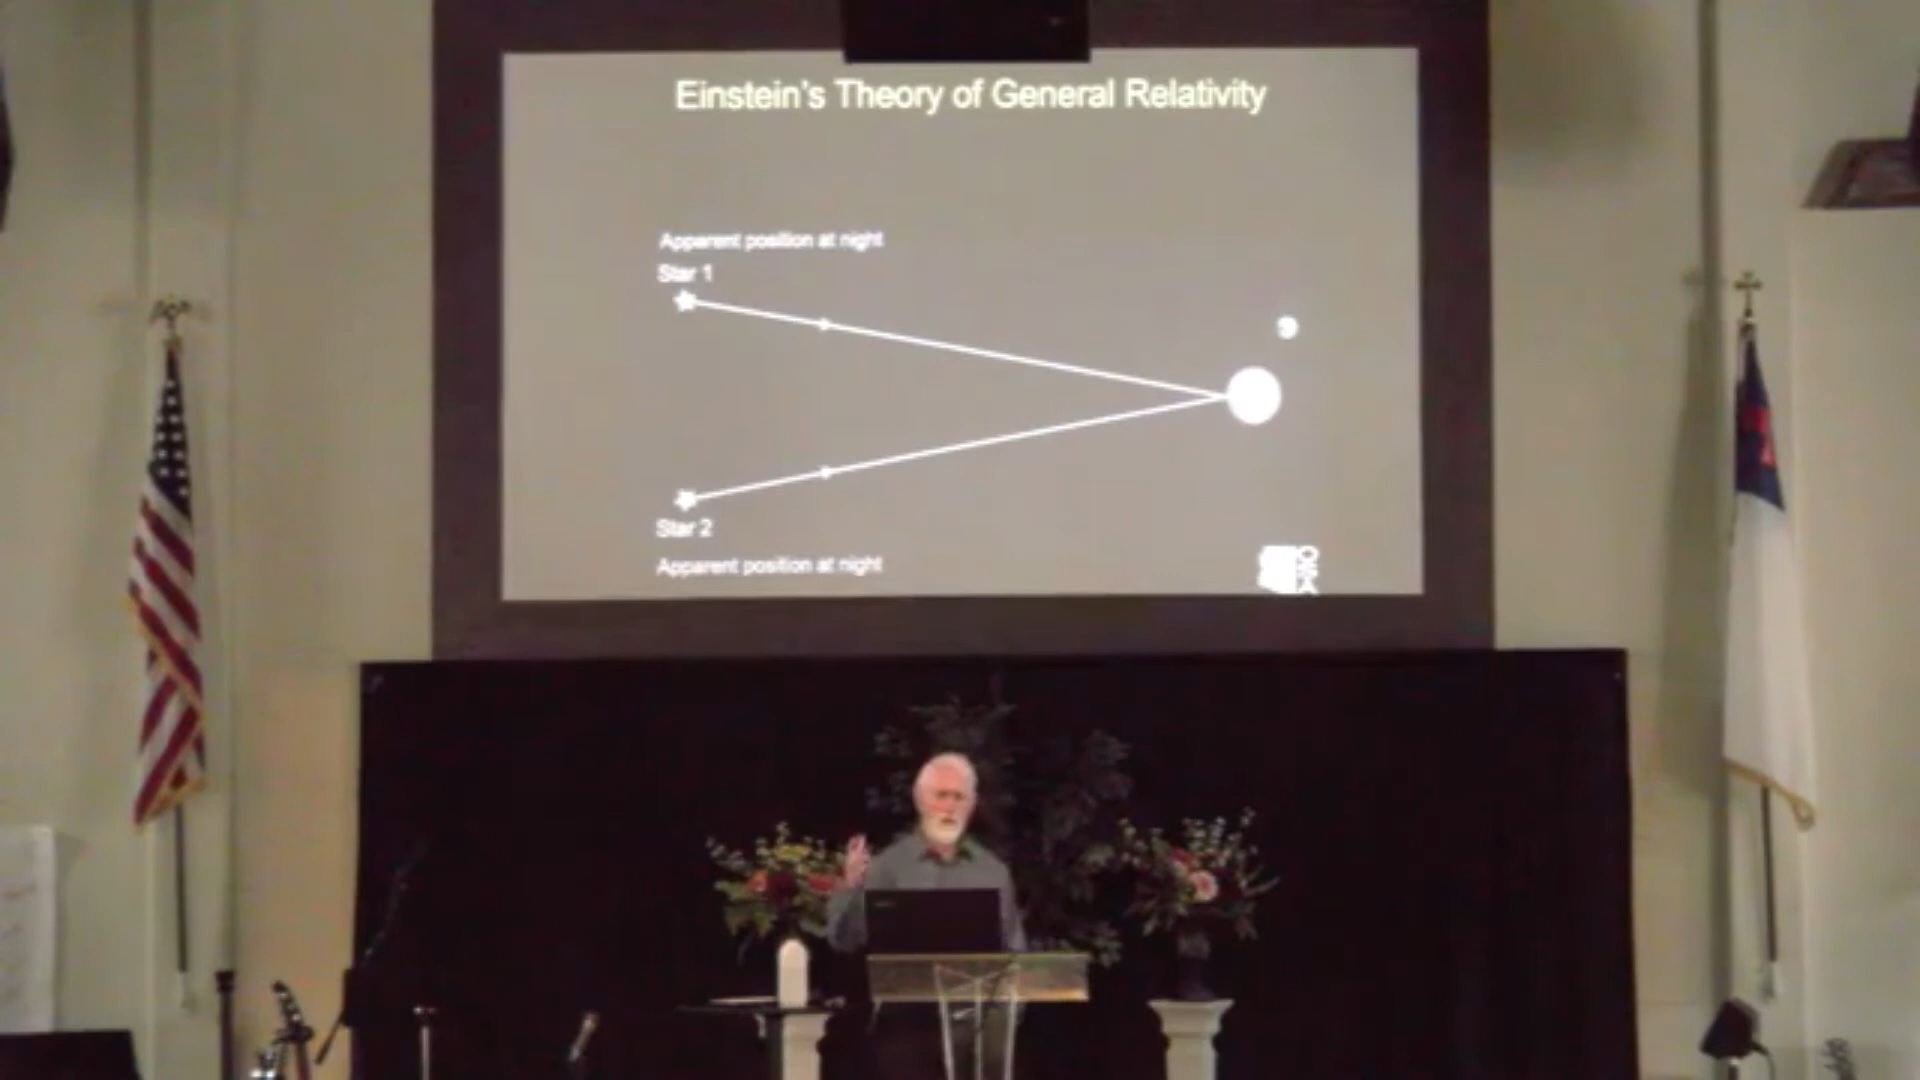 Einstein's Theory of General Relativity
Apparent position at night
Star 1
Star 2
Apparent position at night